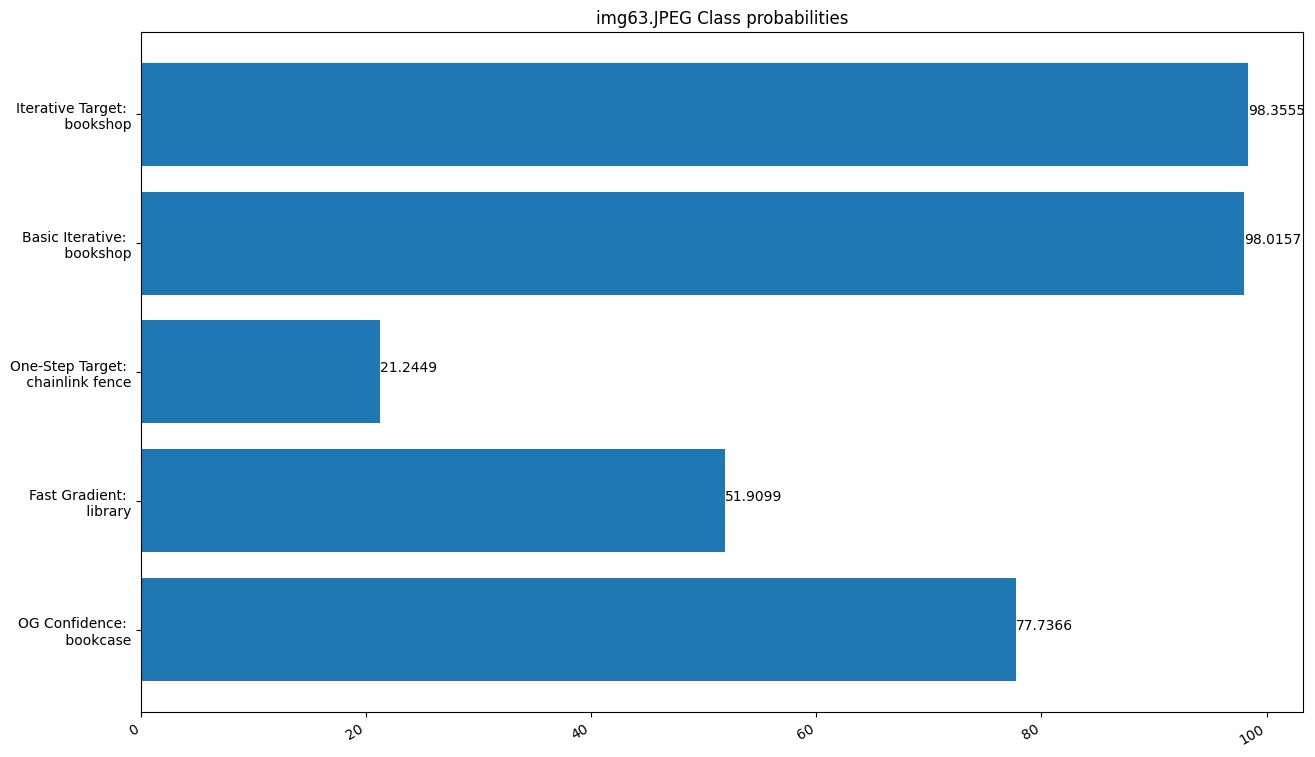 img63.JPEG Class probabilities
Iterative Target:
bookshop
98.3555
Basic Iterative:
bookshop
98.0157
One-Step Target:
chainlink fence
21.2449
Fast Gradient:
library
51.9099
OG Confidence:
bookcase
77.7366
0
20
40
60
80
100